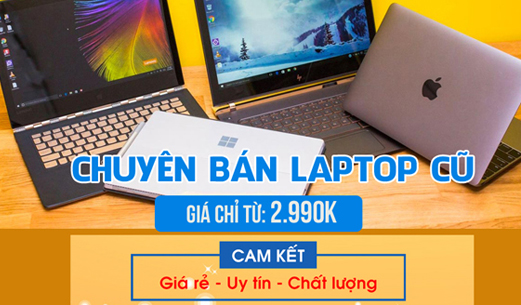 CHUYÊN BÁN LAPTOP CŨ
GIÁ CHỈ TỪ: 2.990K
CAM KẾT
Giá rẻ - Uy tín - Chất lượng